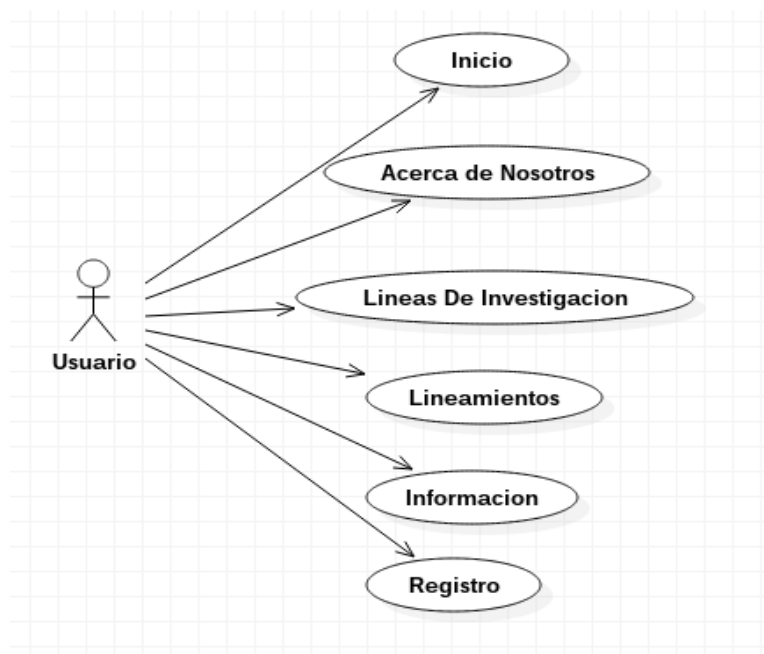 Inicio
Acerca de Nosotros
Lineas De Investigacion
Usuario
Lineamientos
Informacion
Registro